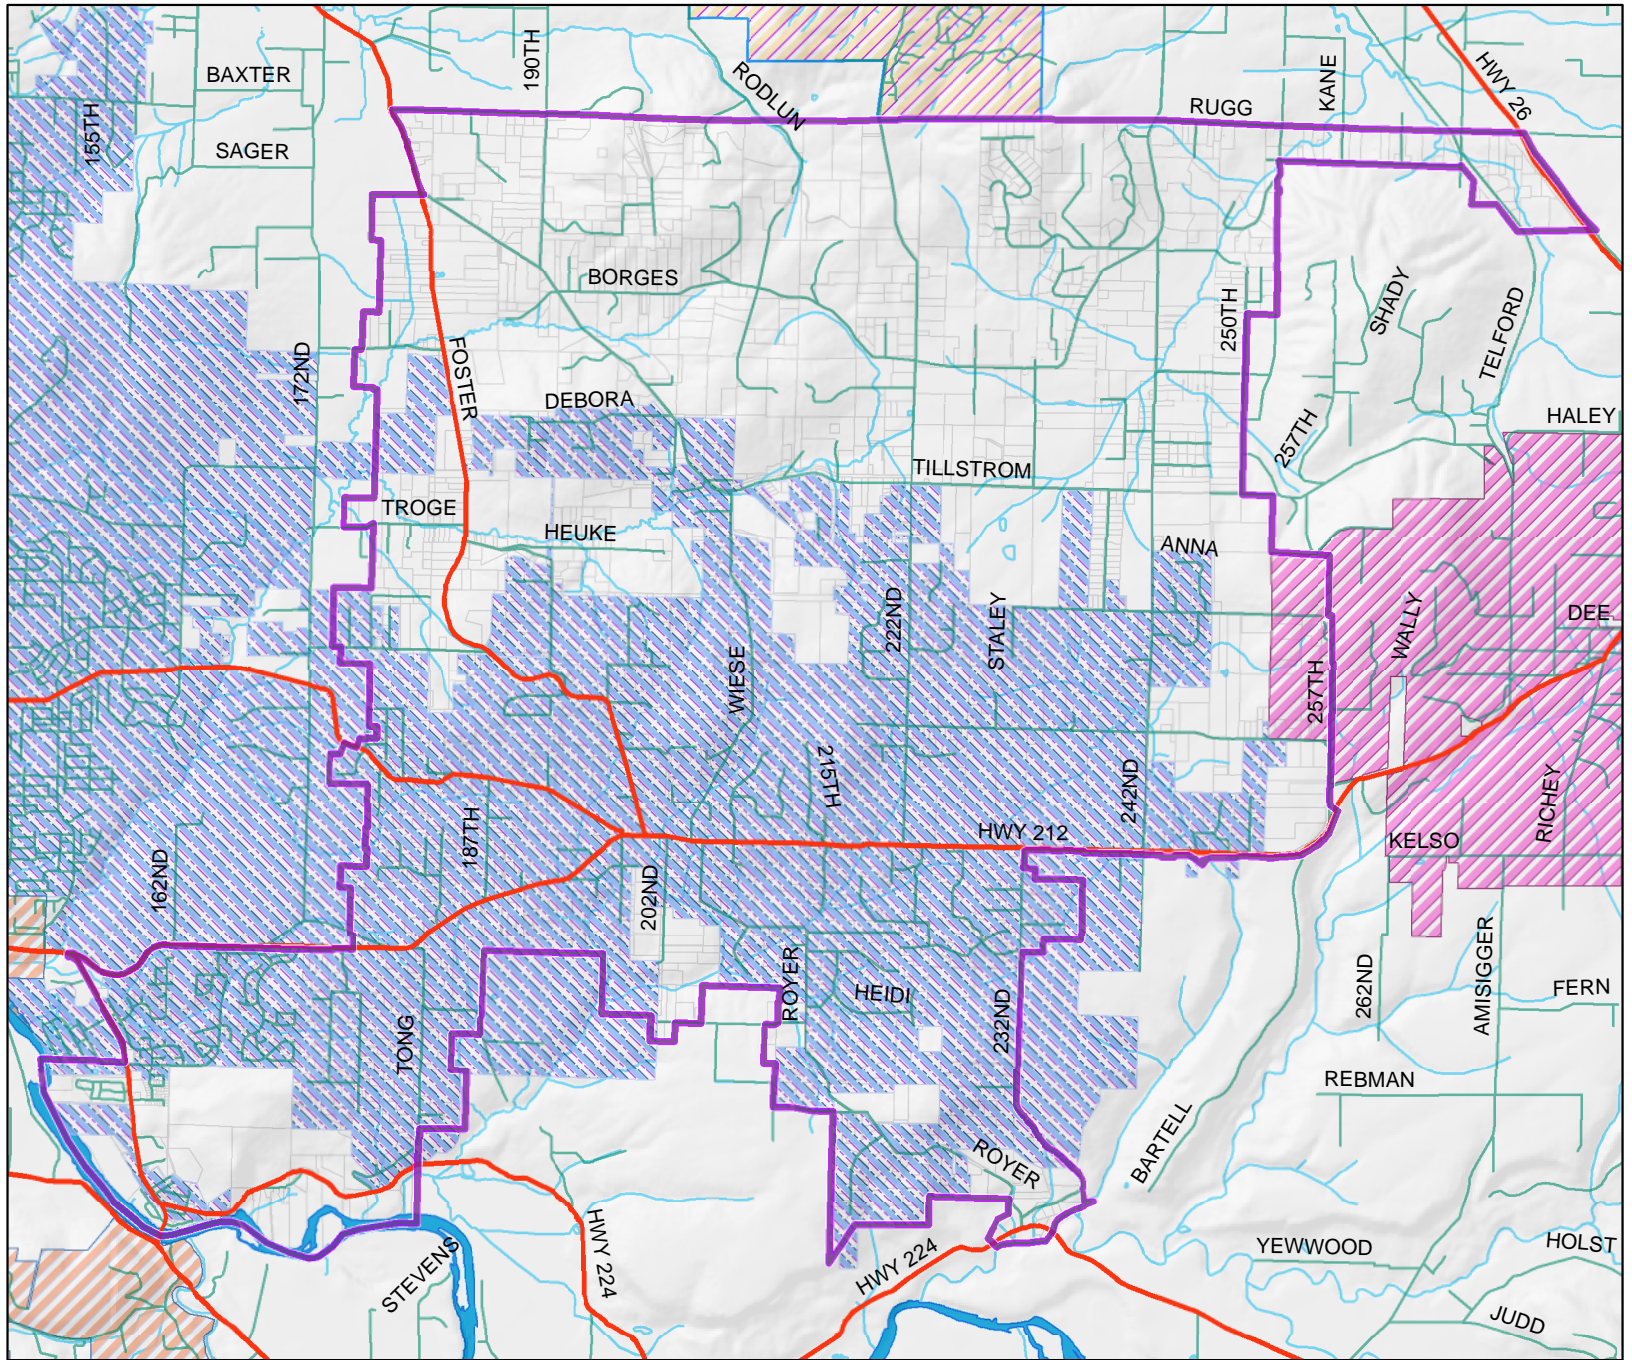 190TH
BAXTER
RODLUN
KANE
HWY 26
RUGG
155TH
SAGER
BORGES
250TH
SHADY
TELFORD
172ND
FOSTER
DEBORA
HALEY
257TH
TILLSTROM
TROGE
HEUKE
ANNA
222ND
STALEY
WALLY
DEE
WIESE
257TH
215TH
242ND
187TH
HWY 212
RICHEY
KELSO
162ND
202ND
ROYER
HEIDI
232ND
262ND
AMISIGGER
FERN
TONG
REBMAN
BARTELL
ROYER
HWY 224
STEVENS
HWY 224
YEWWOOD
HOLST
JUDD